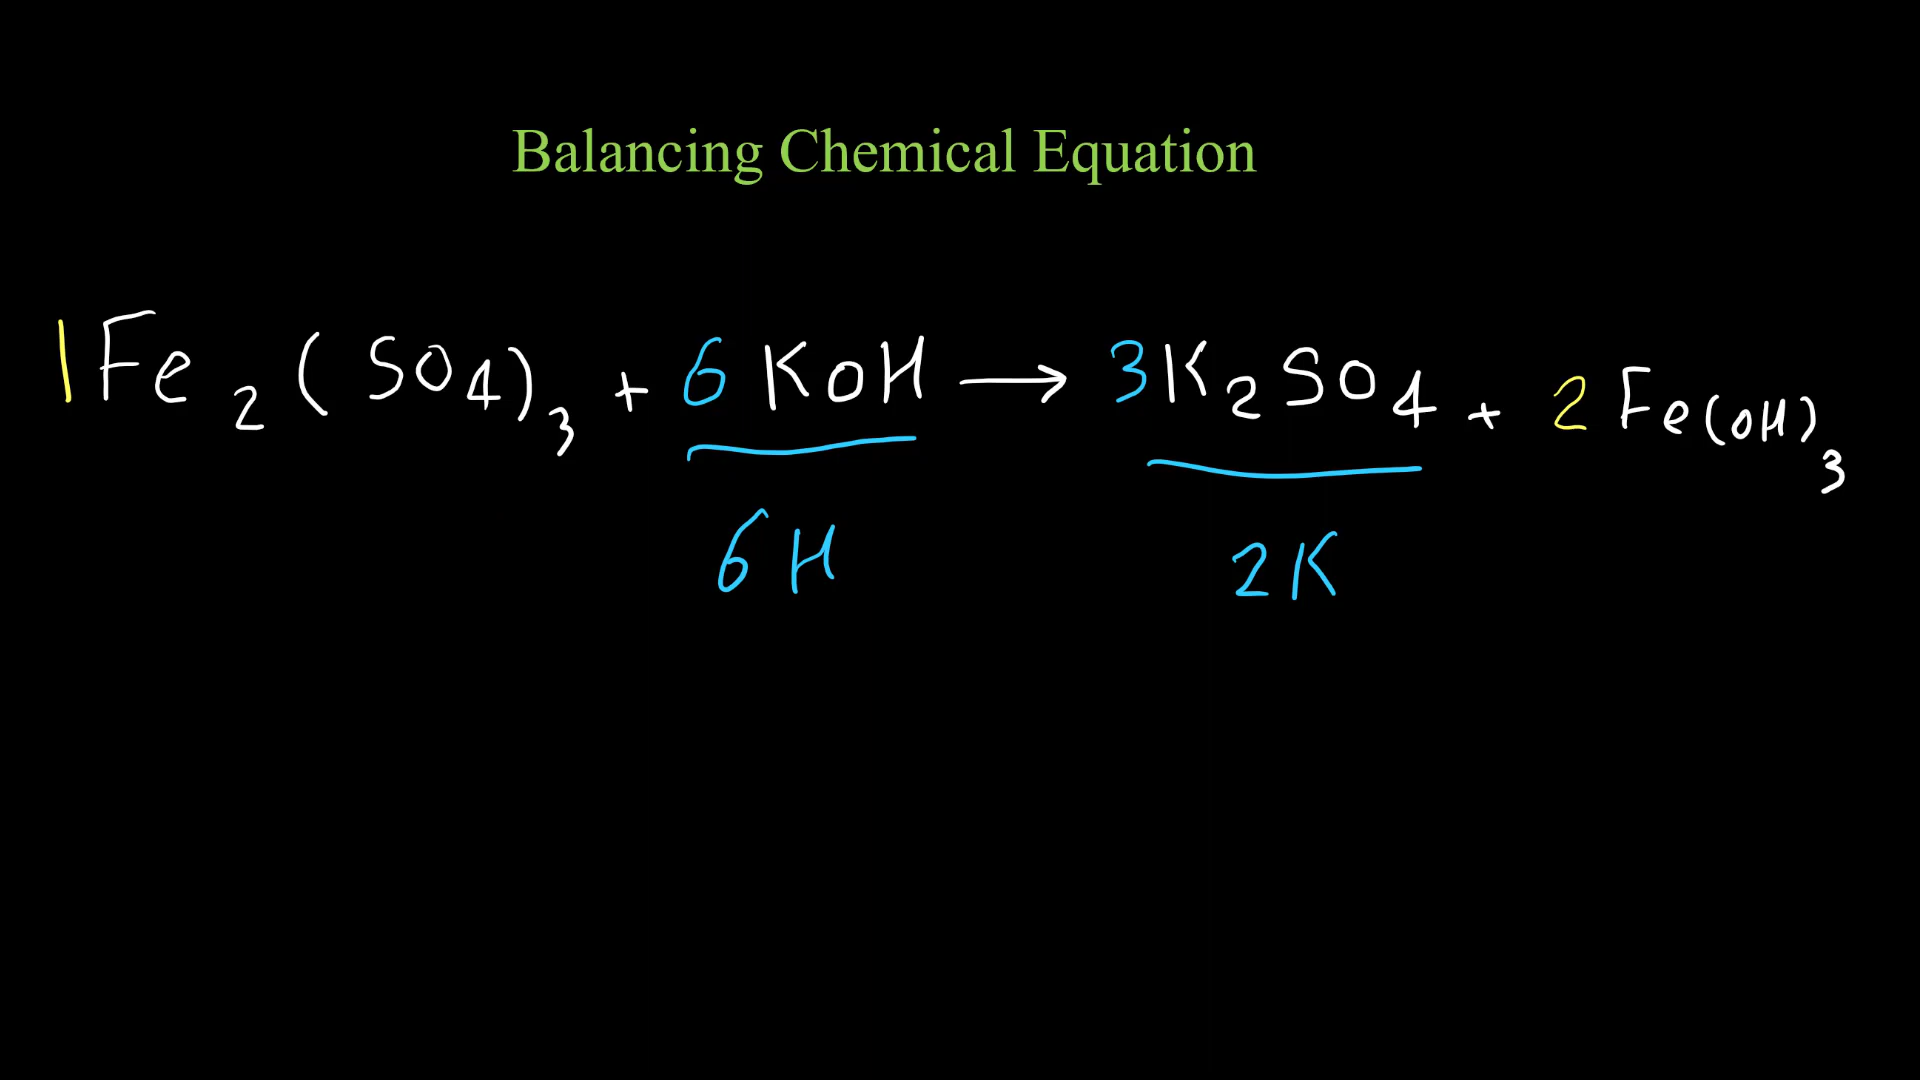 Balancing Chemical Equation
1Fe₂(SO₄)₃ + 6KOH → 3K₂SO₄ + 2Fe(OH)₃
6H 2K